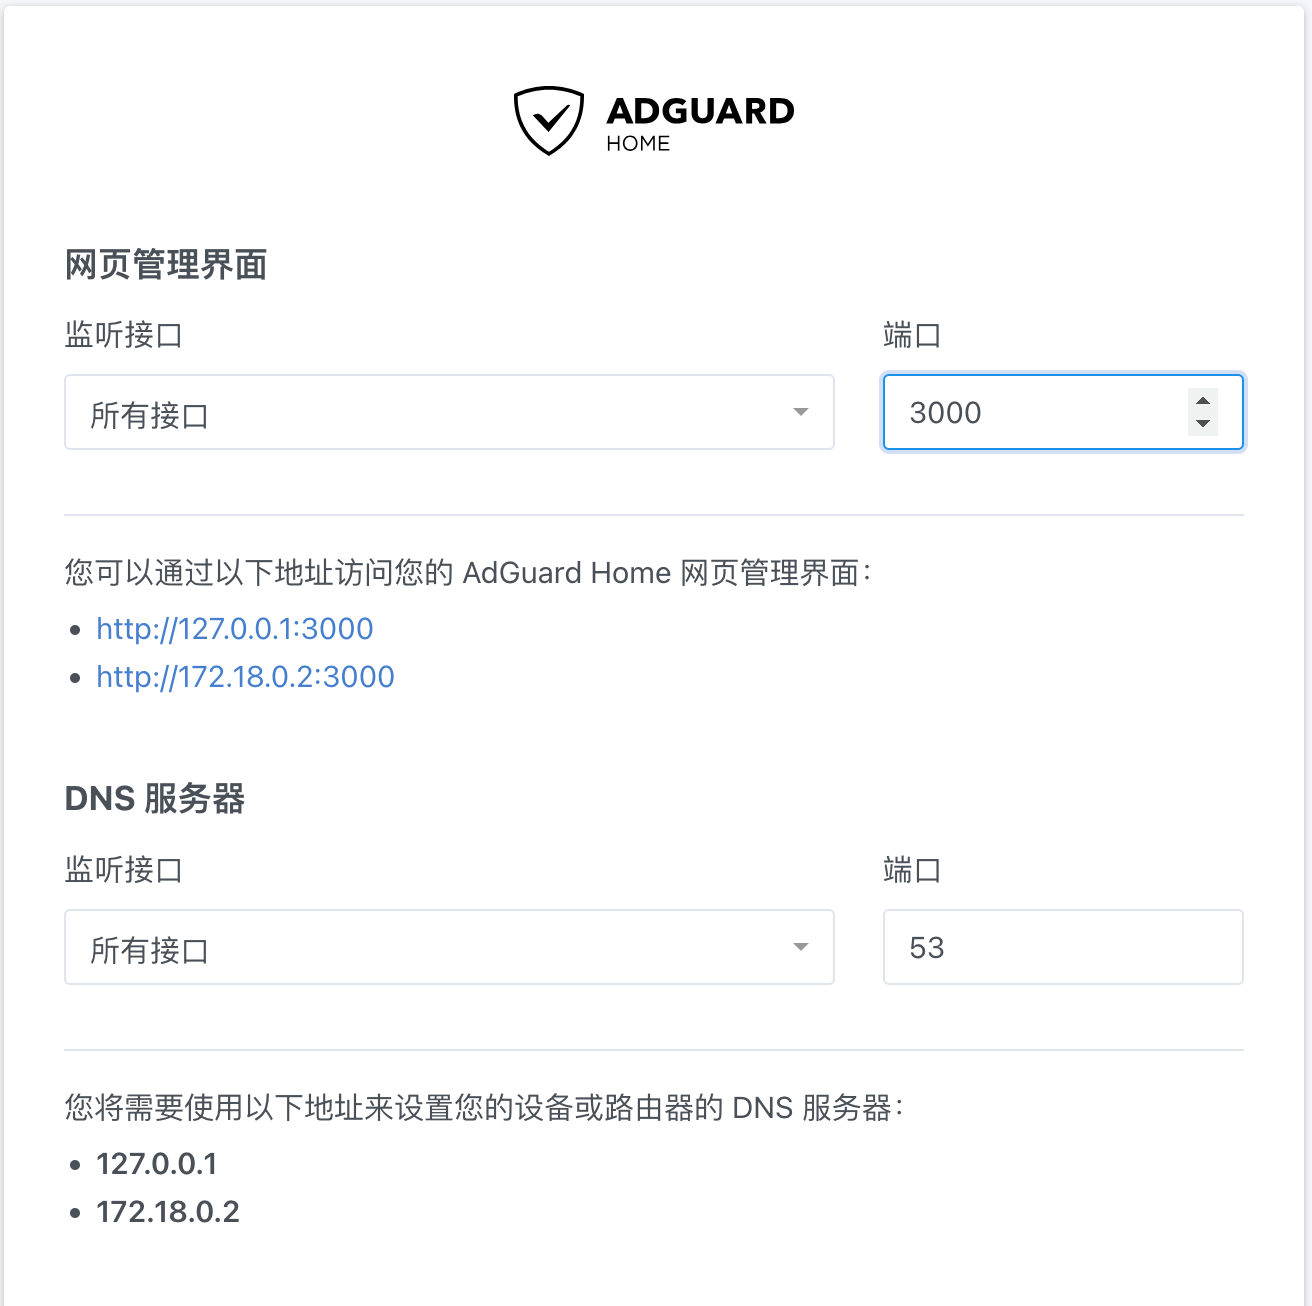 ADGUARD
HOME
网页管理界面
监听接口
端口
所有接口
3000
您可以通过以下地址访问您的 AdGuard Home 网页管理界面：
http://127.0.0.1:3000
http://172.18.0.2:3000
DNS 服务器
监听接口
端口
所有接口
53
您将需要使用以下地址来设置您的设备或路由器的 DNS 服务器：
127.0.0.1
172.18.0.2